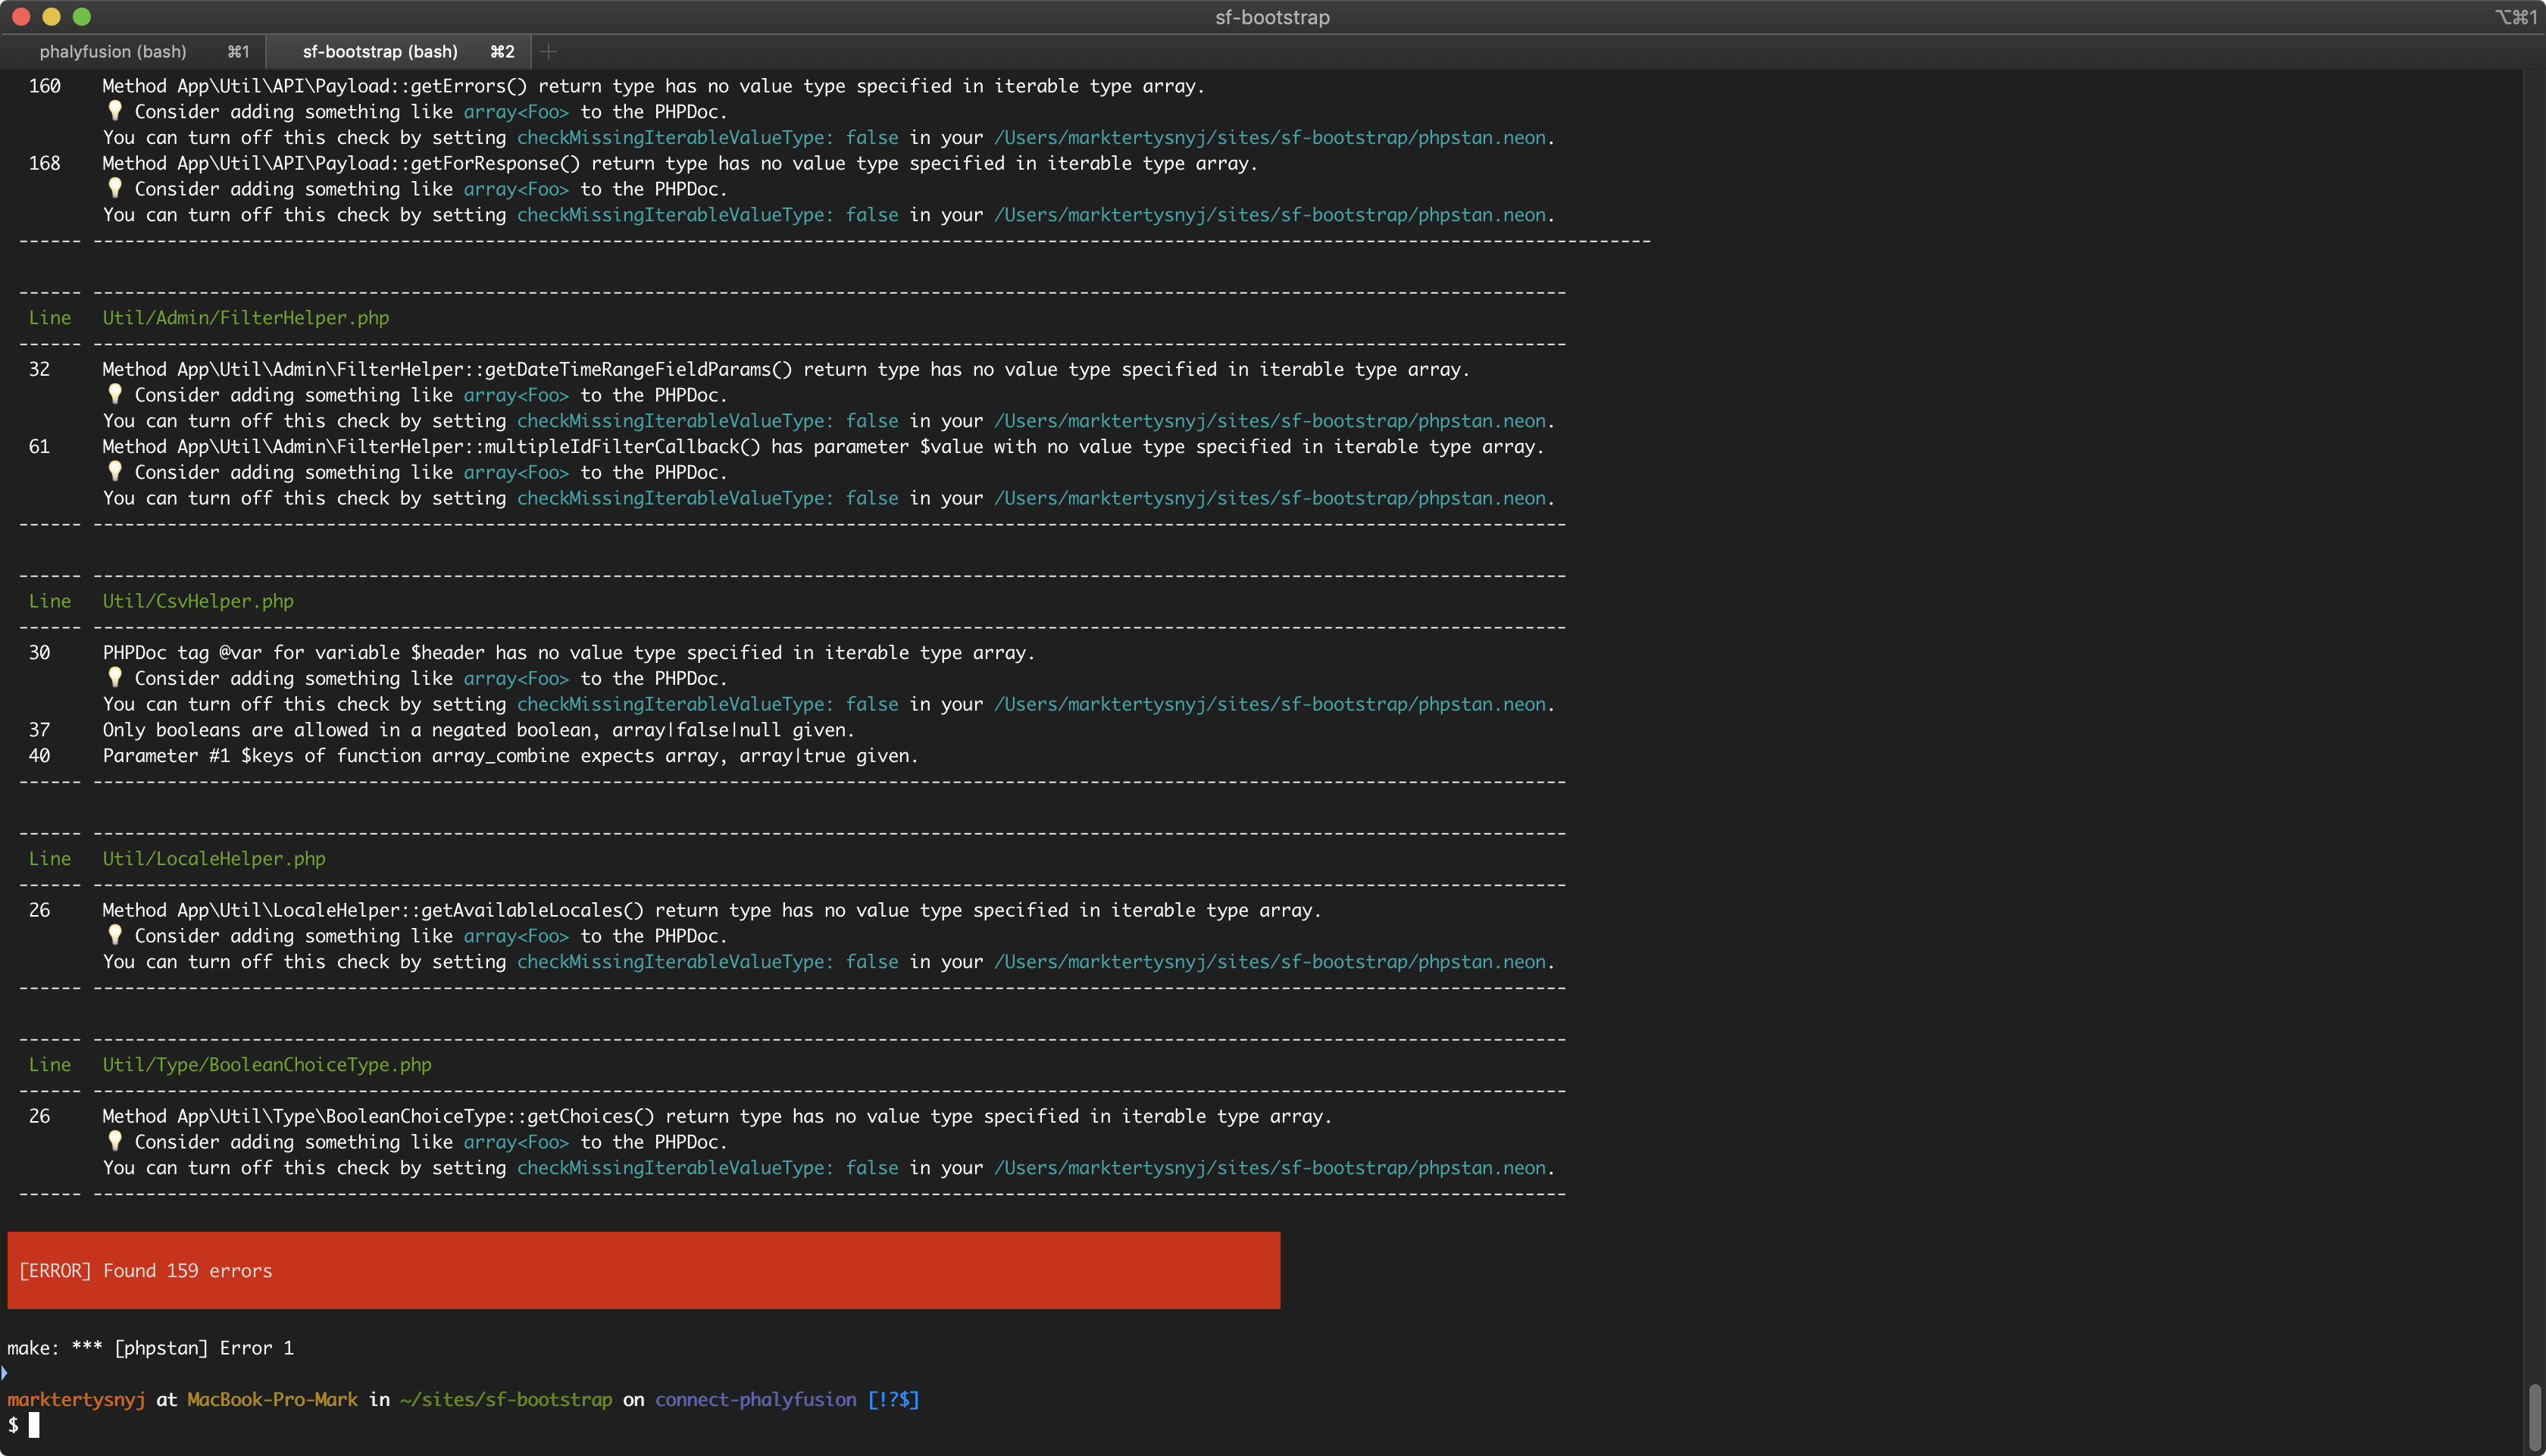 sf-bootstrap
⌥⌘1
phalyfusion (bash) ⌘1 sf-bootstrap (bash) ⌘2 +
160 Method App\Util\API\Payload::getErrors() return type has no value type specified in iterable type array.
💡 Consider adding something like array<Foo> to the PHPDoc.
You can turn off this check by setting checkMissingIterableValueType: false in your /Users/marktertysnyj/sites/sf-bootstrap/phpstan.neon.
168 Method App\Util\API\Payload::getForResponse() return type has no value type specified in iterable type array.
💡 Consider adding something like array<Foo> to the PHPDoc.
You can turn off this check by setting checkMissingIterableValueType: false in your /Users/marktertysnyj/sites/sf-bootstrap/phpstan.neon.
Line Util/Admin/FilterHelper.php
32 Method App\Util\Admin\FilterHelper::getDateTimeRangeFieldParams() return type has no value type specified in iterable type array.
💡 Consider adding something like array<Foo> to the PHPDoc.
You can turn off this check by setting checkMissingIterableValueType: false in your /Users/marktertysnyj/sites/sf-bootstrap/phpstan.neon.
61 Method App\Util\Admin\FilterHelper::multipleIdFilterCallback() has parameter $value with no value type specified in iterable type array.
💡 Consider adding something like array<Foo> to the PHPDoc.
You can turn off this check by setting checkMissingIterableValueType: false in your /Users/marktertysnyj/sites/sf-bootstrap/phpstan.neon.
Line Util/CsvHelper.php
30 PHPDoc tag @var for variable $header has no value type specified in iterable type array.
💡 Consider adding something like array<Foo> to the PHPDoc.
You can turn off this check by setting checkMissingIterableValueType: false in your /Users/marktertysnyj/sites/sf-bootstrap/phpstan.neon.
37 Only booleans are allowed in a negated boolean, array|false|null given.
40 Parameter #1 $keys of function array_combine expects array, array|true given.
Line Util/LocaleHelper.php
26 Method App\Util\LocaleHelper::getAvailableLocales() return type has no value type specified in iterable type array.
💡 Consider adding something like array<Foo> to the PHPDoc.
You can turn off this check by setting checkMissingIterableValueType: false in your /Users/marktertysnyj/sites/sf-bootstrap/phpstan.neon.
Line Util/Type/BooleanChoiceType.php
26 Method App\Util\Type\BooleanChoiceType::getChoices() return type has no value type specified in iterable type array.
💡 Consider adding something like array<Foo> to the PHPDoc.
You can turn off this check by setting checkMissingIterableValueType: false in your /Users/marktertysnyj/sites/sf-bootstrap/phpstan.neon.
[ERROR] Found 159 errors
make: *** [phpstan] Error 1
marktertysnyj at MacBook-Pro-Mark in ~/sites/sf-bootstrap on connect-phalyfusion [!?$]
$